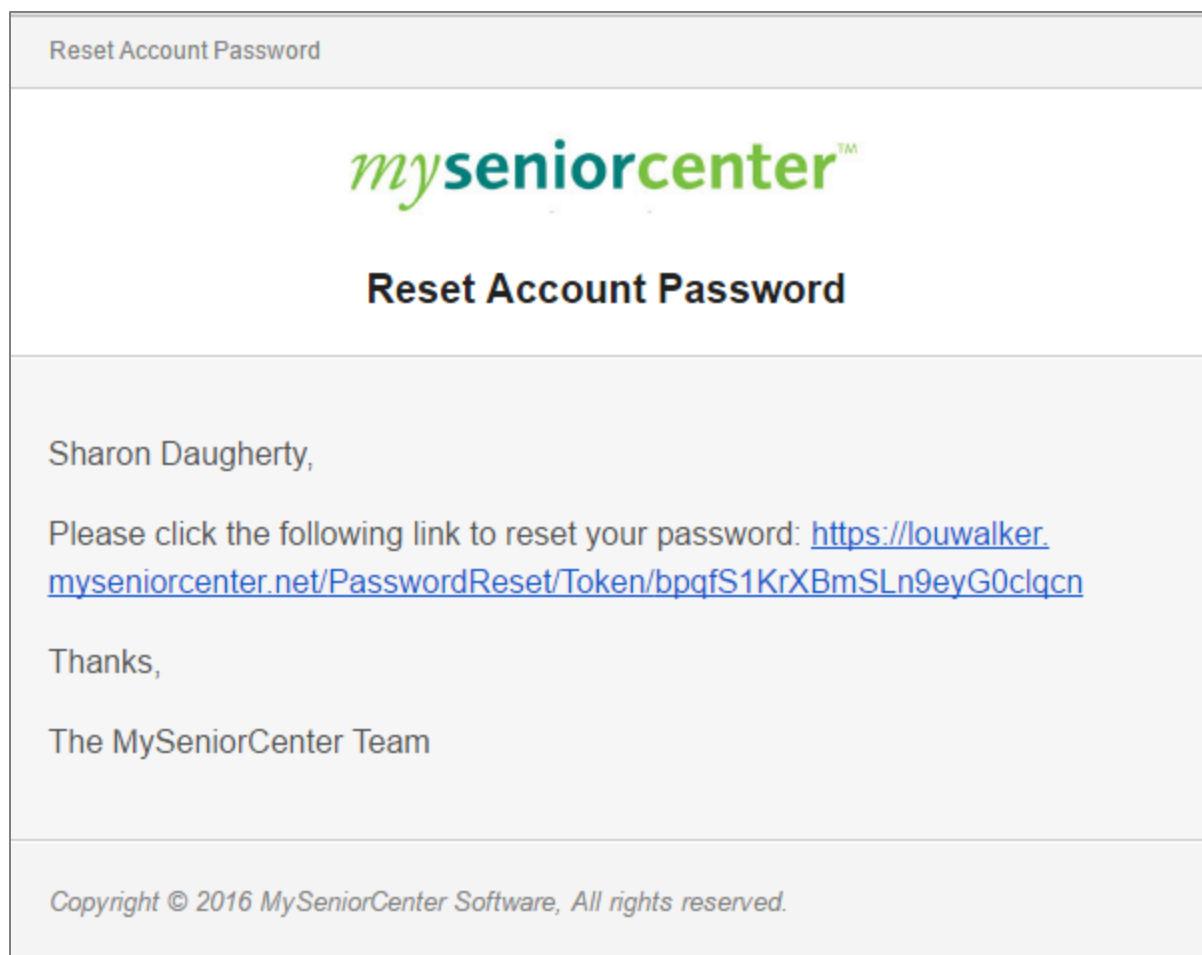 Reset Account Password
myseniorcenter™
Reset Account Password
Sharon Daugherty,
Please click the following link to reset your password: https://louwalker.
myseniorcenter.net/PasswordReset/Token/bpqfS1KrXBmSLn9eyG0clqcn
Thanks,
The MySeniorCenter Team
Copyright © 2016 MySeniorCenter Software, All rights reserved.